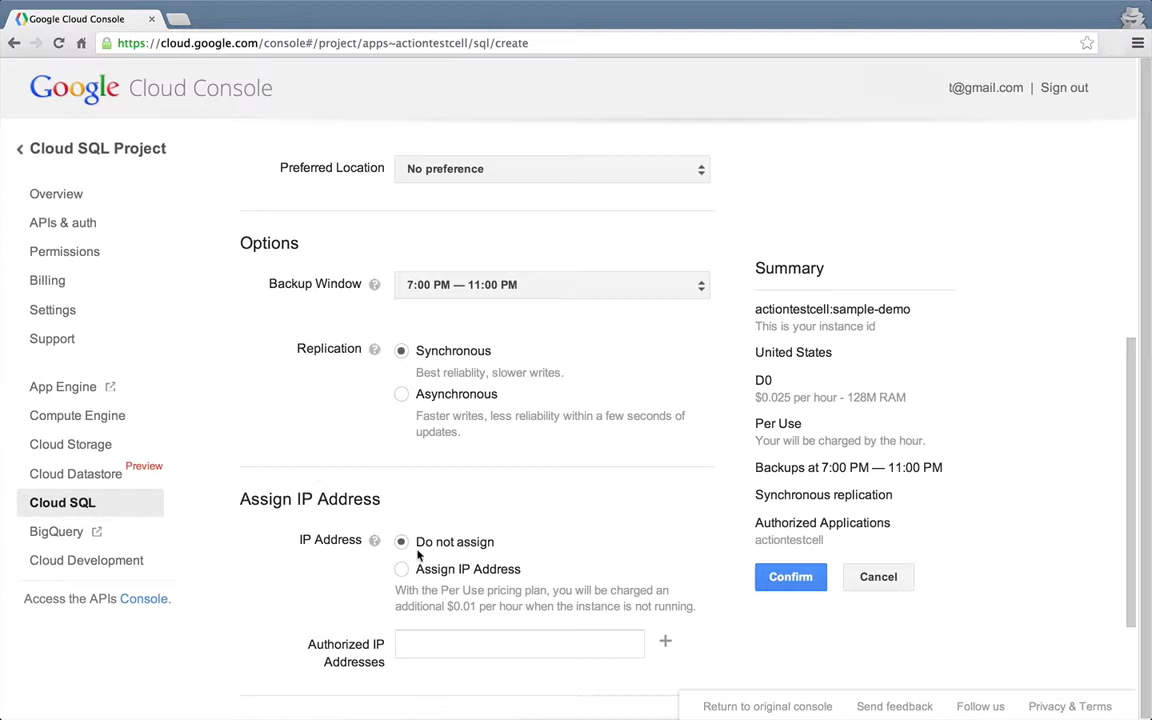 Google Cloud Console
https://cloud.google.com/console#/project/apps~actiontestcell/sql/create
Google Cloud Console
t@gmail.com | Sign out
Cloud SQL Project
Overview
APIs & auth
Permissions
Billing
Settings
Support
App Engine
Compute Engine
Cloud Storage
Cloud Datastore Preview
Cloud SQL
BigQuery
Cloud Development
Access the APIs Console.
Preferred Location No preference
Options
Backup Window ? 7:00 PM — 11:00 PM
Replication ? Synchronous
Best reliablity, slower writes.
Asynchronous
Faster writes, less reliability within a few seconds of
updates.
Assign IP Address
IP Address ? Do not assign
Assign IP Address
With the Per Use pricing plan, you will be charged an
additional $0.01 per hour when the instance is not running.
Authorized IP
Addresses
Summary
actiontestcell:sample-demo
This is your instance id
United States
D0
$0.025 per hour - 128M RAM
Per Use
Your will be charged by the hour.
Backups at 7:00 PM — 11:00 PM
Synchronous replication
Authorized Applications
actiontestcell
Confirm Cancel
Return to original console Send feedback Follow us Privacy & Terms